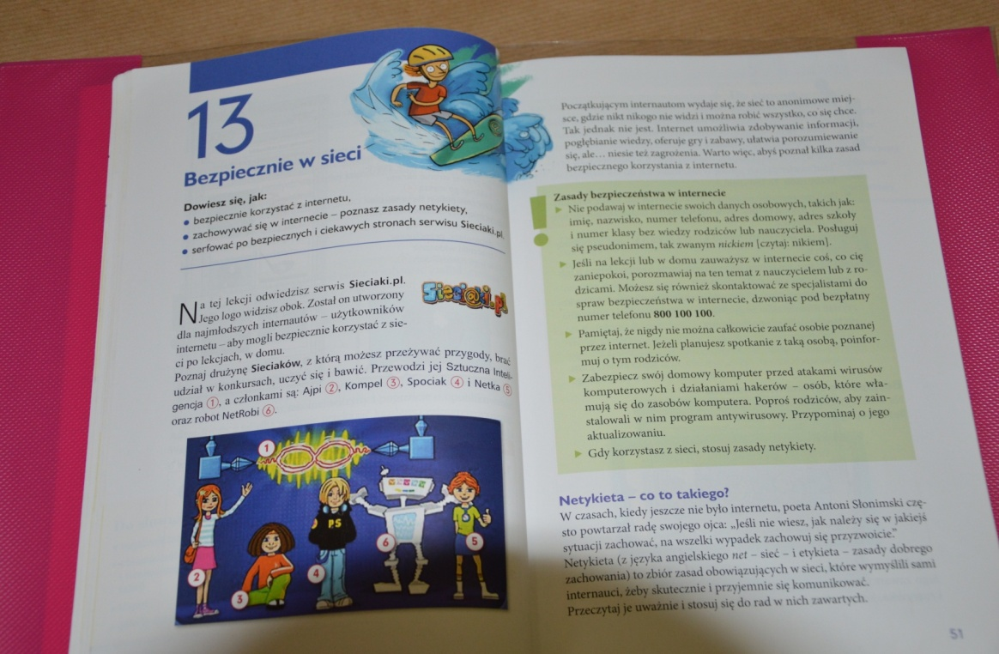 13
Bezpiecznie w sieci
Dowiesz się, jak:
• bezpiecznie korzystać z internetu,
• zachowywać się w internecie – poznasz zasady netykiety,
• serfować po bezpiecznych i ciekawych stronach serwisu Sieciaki.pl.
Na tej lekcji odwiedzisz serwis Sieciaki.pl.
Jego logo widzisz obok. Został on utworzony
dla najmłodszych internautów – użytkowników
internetu – aby mogli bezpiecznie korzystać z sie-
ci po lekcjach, w domu.
Sieci@ki.pl
Poznaj drużynę Sieciaków, z którą możesz przeżywać przygody, brać
udział w konkursach, uczyć się i bawić. Przewodzi jej Sztuczna Inteli-
gencja ①, a członkami są: Ajpi ②, Kompel ③, Spociak ④ i Netka ⑤
oraz robot NetRobi ⑥.
1
PS
2
3
4
6
5
Początkującym internautom wydaje się, że sieć to anonimowe miej-
sce, gdzie nikt nikogo nie widzi i można robić wszystko, co się chce.
Tak jednak nie jest. Internet umożliwia zdobywanie informacji,
pogłębianie wiedzy, oferuje gry i zabawy, ułatwia porozumiewanie
się, ale... niesie też zagrożenia. Warto więc, abyś poznał kilka zasad
bezpiecznego korzystania z internetu.
!
Zasady bezpieczeństwa w internecie
► Nie podawaj w internecie swoich danych osobowych, takich jak:
imię, nazwisko, numer telefonu, adres domowy, adres szkoły
i numer klasy bez wiedzy rodziców lub nauczyciela. Posługuj
się pseudonimem, tak zwanym nickiem [czytaj: nikiem].
► Jeśli na lekcji lub w domu zauważysz w internecie coś, co cię
zaniepokoi, porozmawiaj na ten temat z nauczycielem lub z ro-
dzicami. Możesz się również skontaktować ze specjalistami do
spraw bezpieczeństwa w internecie, dzwoniąc pod bezpłatny
numer telefonu 800 100 100.
► Pamiętaj, że nigdy nie można całkowicie zaufać osobie poznanej
przez internet. Jeżeli planujesz spotkanie z taką osobą, poinfor-
muj o tym rodziców.
► Zabezpiecz swój domowy komputer przed atakami wirusów
komputerowych i działaniami hakerów – osób, które wła-
mują się do zasobów komputera. Poproś rodziców, aby zain-
stalowali w nim program antywirusowy. Przypominaj o jego
aktualizowaniu.
► Gdy korzystasz z sieci, stosuj zasady netykiety.
Netykieta – co to takiego?
W czasach, kiedy jeszcze nie było internetu, poeta Antoni Słonimski czę-
sto powtarzał radę swojego ojca: „Jeśli nie wiesz, jak należy się w jakiejś
sytuacji zachować, na wszelki wypadek zachowuj się przyzwoicie.”
Netykieta (z języka angielskiego net – sieć – i etykieta – zasady dobrego
zachowania) to zbiór zasad obowiązujących w sieci, które wymyślili sami
internauci, żeby skutecznie i przyjemnie się komunikować.
Przeczytaj je uważnie i stosuj się do rad w nich zawartych.
51